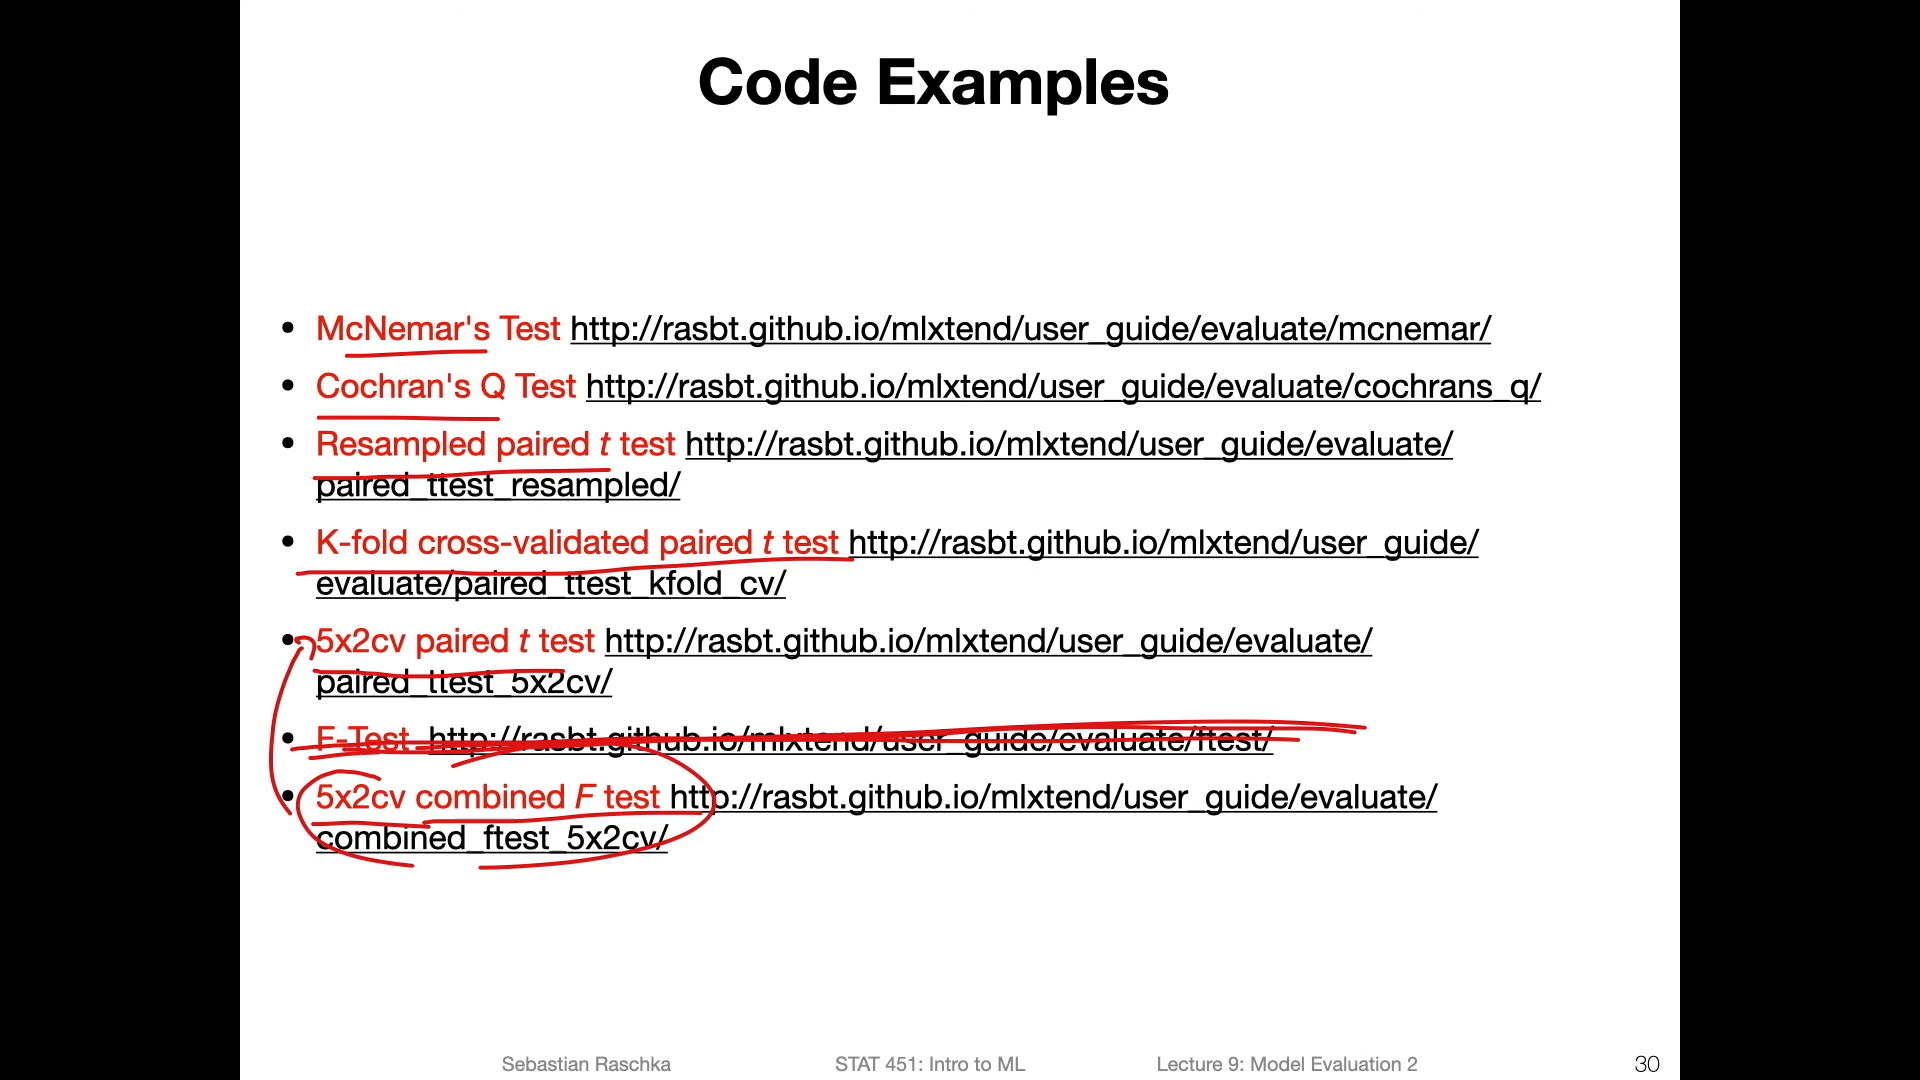 Code Examples
• McNemar's Test http://rasbt.github.io/mlxtend/user_guide/evaluate/mcnemar/
• Cochran's Q Test http://rasbt.github.io/mlxtend/user_guide/evaluate/cochrans_q/
• Resampled paired t test http://rasbt.github.io/mlxtend/user_guide/evaluate/
paired_ttest_resampled/
• K-fold cross-validated paired t test http://rasbt.github.io/mlxtend/user_guide/
evaluate/paired_ttest_kfold_cv/
• 5x2cv paired t test http://rasbt.github.io/mlxtend/user_guide/evaluate/
paired_ttest_5x2cv/
• F-Test http://rasbt.github.io/mlxtend/user_guide/evaluate/ftest/
• 5x2cv combined F test http://rasbt.github.io/mlxtend/user_guide/evaluate/
combined_ftest_5x2cv/
Sebastian Raschka STAT 451: Intro to ML Lecture 9: Model Evaluation 2 30